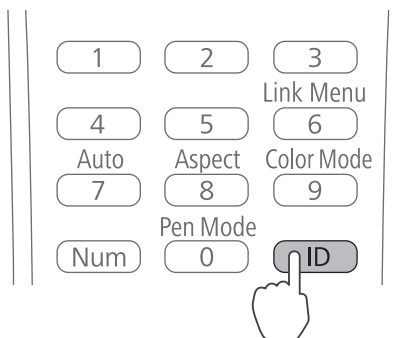 1 2 3
Link Menu
4 5 6
Auto Aspect Color Mode
7 8 9
Pen Mode
Num 0 ID